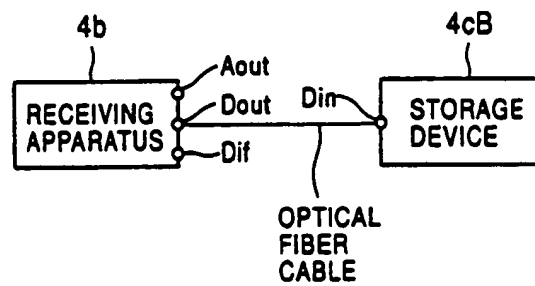 4b
4cB
Aout
RECEIVING
APPARATUS
Dout
Din
STORAGE
DEVICE
Dif
OPTICAL
FIBER
CABLE